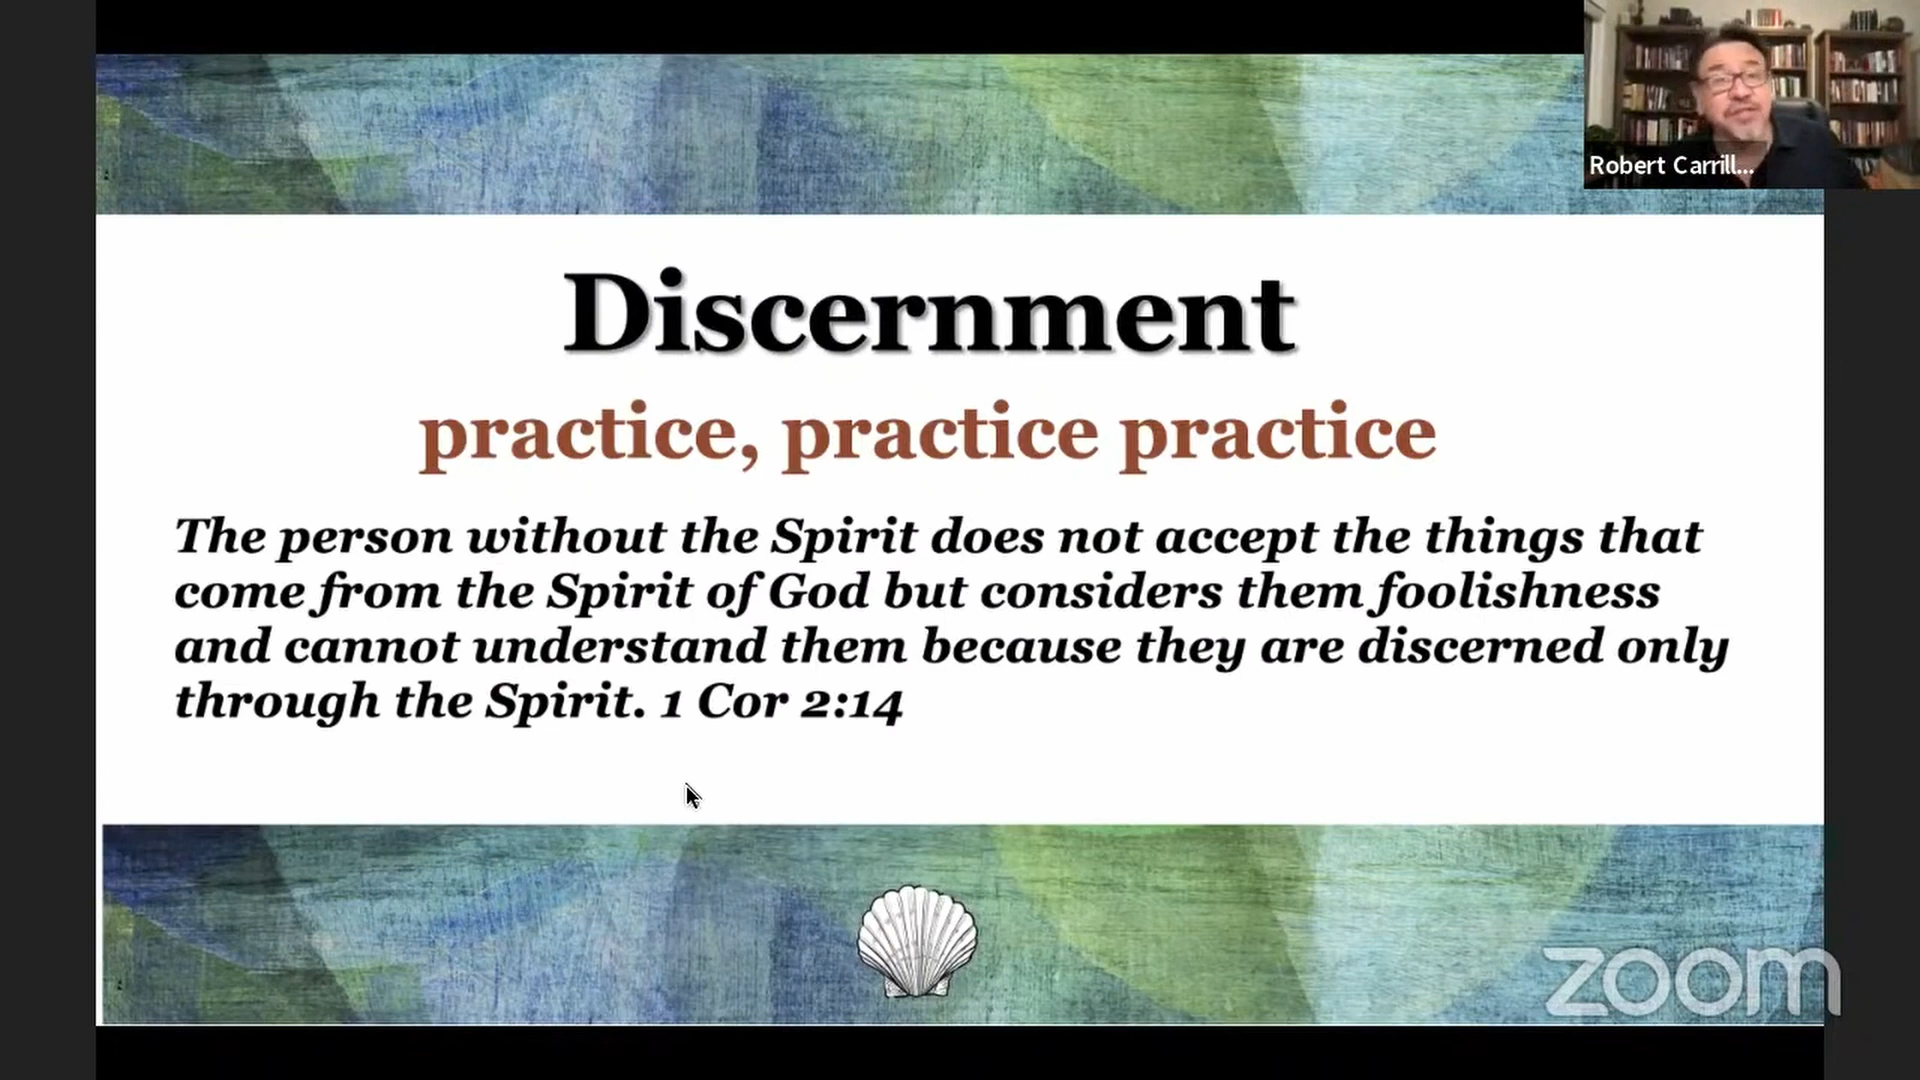 Robert Carrill...
Discernment
practice, practice practice
The person without the Spirit does not accept the things that
come from the Spirit of God but considers them foolishness
and cannot understand them because they are discerned only
through the Spirit. 1 Cor 2:14
zoom